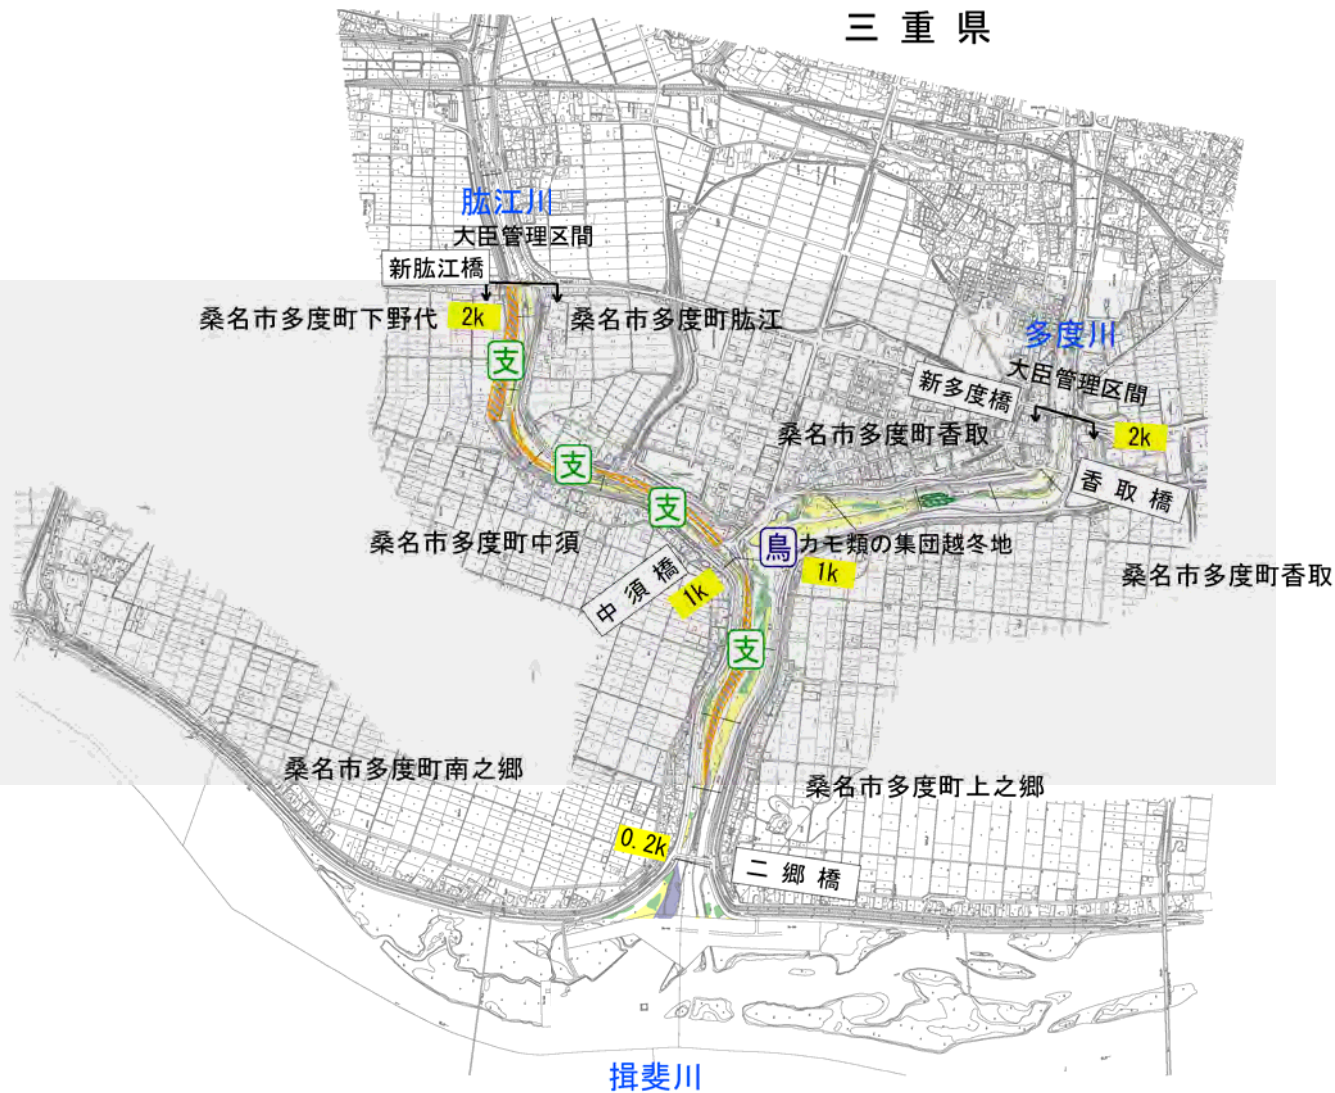 三重県
肱江川
大臣管理区間
新肱江橋
桑名市多度町下野代
2k
桑名市多度町肱江
支
多度川
大臣管理区間
新多度橋
2k
桑名市多度町香取
支
香取橋
支
桑名市多度町中須
鳥
カモ類の集団越冬地
1k
桑名市多度町香取
中須橋
1k
支
桑名市多度町南之郷
桑名市多度町上之郷
0.2k
二郷橋
揖斐川